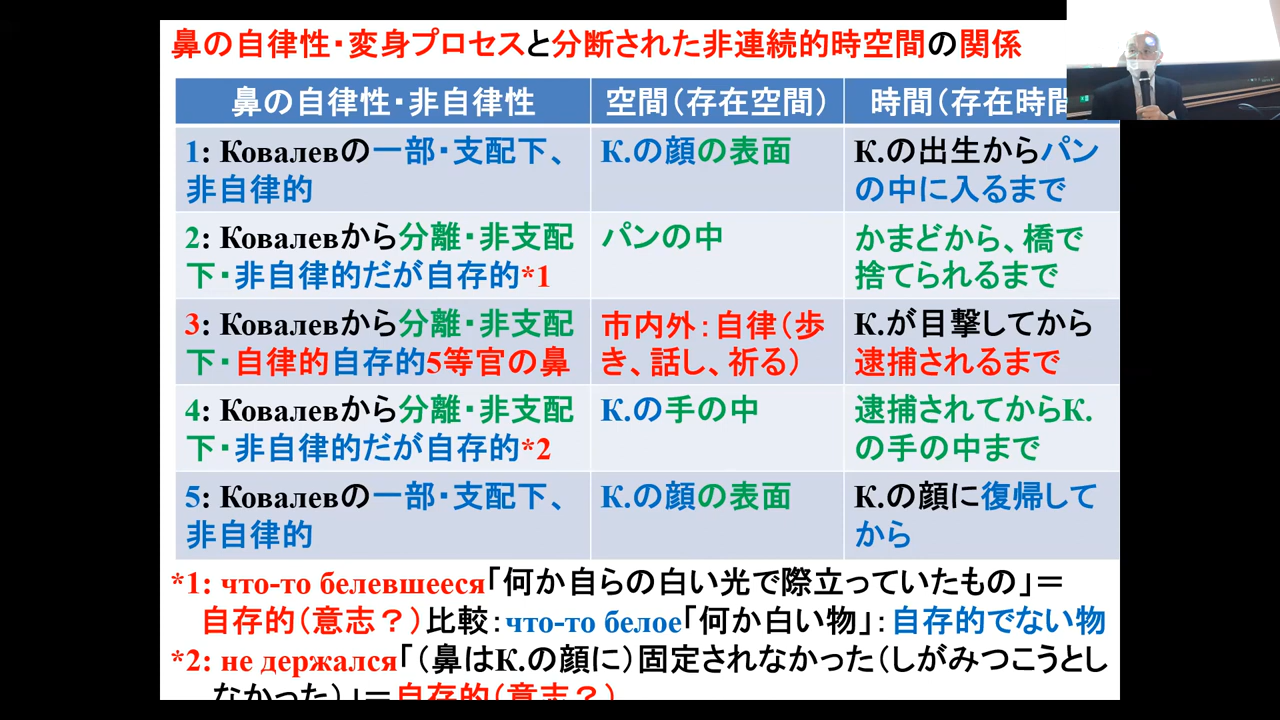 鼻の自律性・変身プロセスと分断された非連続的時空間の関係
鼻の自律性・非自律性
空間（存在空間）
時間（存在時間
1: Ковалевの一部・支配下、
非自律的
К.の顔の表面
К.の出生からパン
の中に入るまで
2: Ковалевから分離・非支配
下・非自律的だが自存的*1
パンの中
かまどから、橋で
捨てられるまで
3: Ковалевから分離・非支配
下・自律的自存的5等官の鼻
市内外：自律（歩
き、話し、祈る）
К.が目撃してから
逮捕されるまで
4: Ковалевから分離・非支配
下・非自律的だが自存的*2
К.の手の中
逮捕されてからК.
の手の中まで
5: Ковалевの一部・支配下、
非自律的
К.の顔の表面
К.の顔に復帰して
から
*1: что-то белевшееся「何か自らの白い光で際立っていたもの」＝
自存的（意志？）比較：что-то белое「何か白い物」：自存的でない物
*2: не держался「（鼻はК.の顔に）固定されなかった（しがみつこうとし
なかった）」＝自存的（意志？）